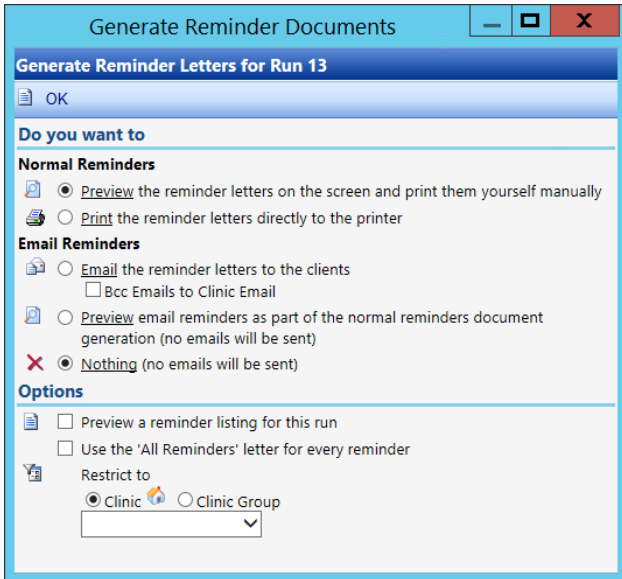 Generate Reminder Documents
Generate Reminder Letters for Run 13
OK
Do you want to
Normal Reminders
Preview the reminder letters on the screen and print them yourself manually
Print the reminder letters directly to the printer
Email Reminders
Email the reminder letters to the clients
Bcc Emails to Clinic Email
Preview email reminders as part of the normal reminders document
generation (no emails will be sent)
Nothing (no emails will be sent)
Options
Preview a reminder listing for this run
Use the 'All Reminders' letter for every reminder
Restrict to
Clinic Clinic Group